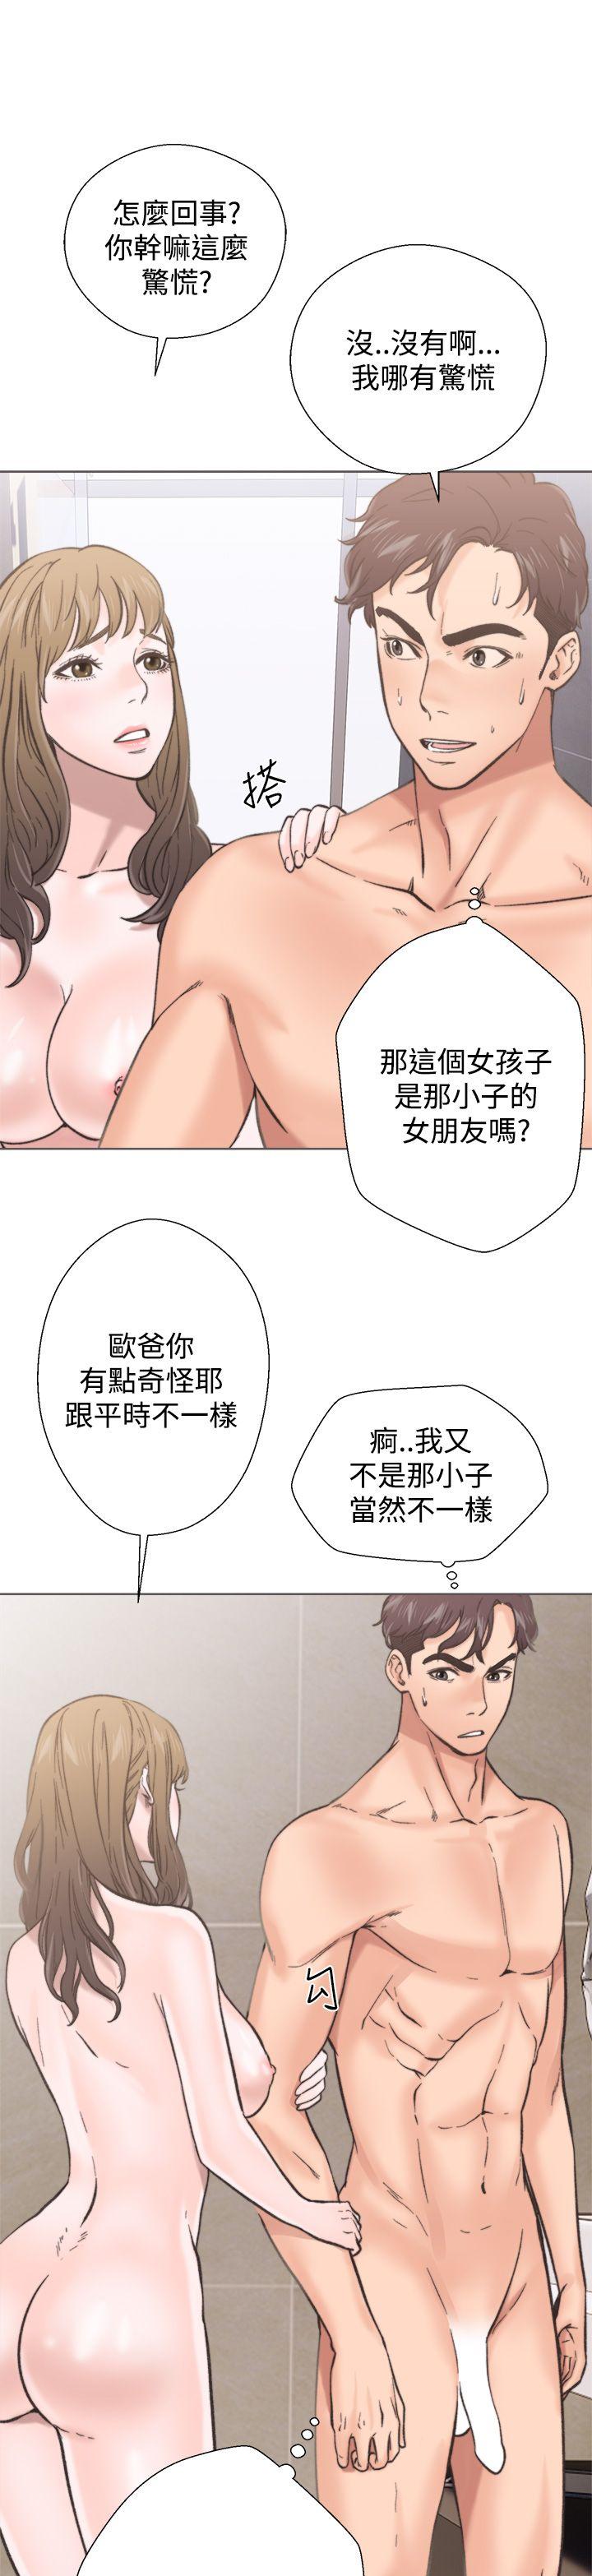 怎麼回事?
你幹嘛這麼
驚慌?
沒..沒有啊...
我哪有驚慌
搭
那這個女孩子
是那小子的
女朋友嗎?
歐爸你
有點奇怪耶
跟平時不一樣
痾..我又
不是那小子
當然不一樣
勾